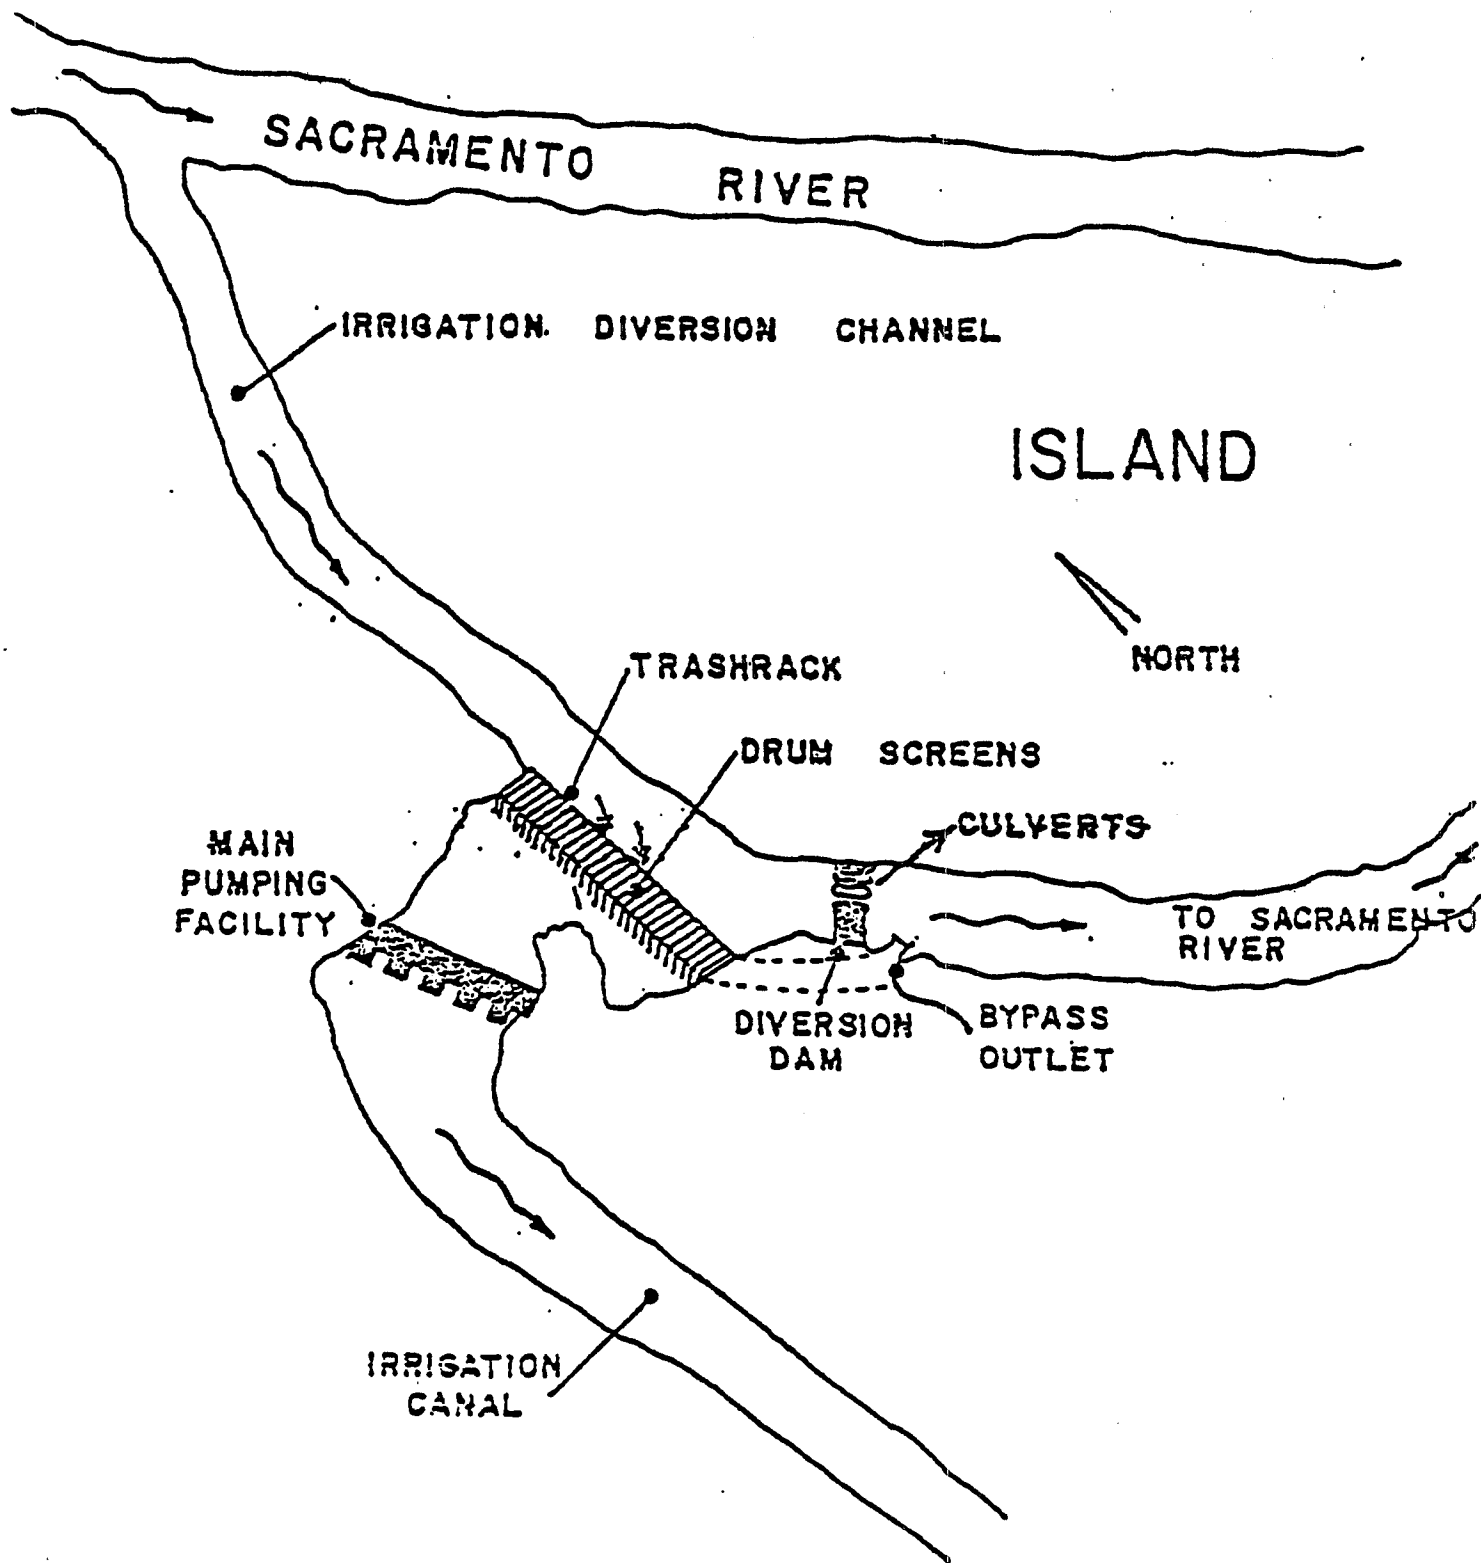 SACRAMENTO RIVER
IRRIGATION DIVERSION CHANNEL
ISLAND
NORTH
TRASHRACK
DRUM SCREENS
CULVERTS
MAIN
PUMPING
FACILITY
TO SACRAMENTO
RIVER
DIVERSION
DAM
BYPASS
OUTLET
IRRIGATION
CANAL